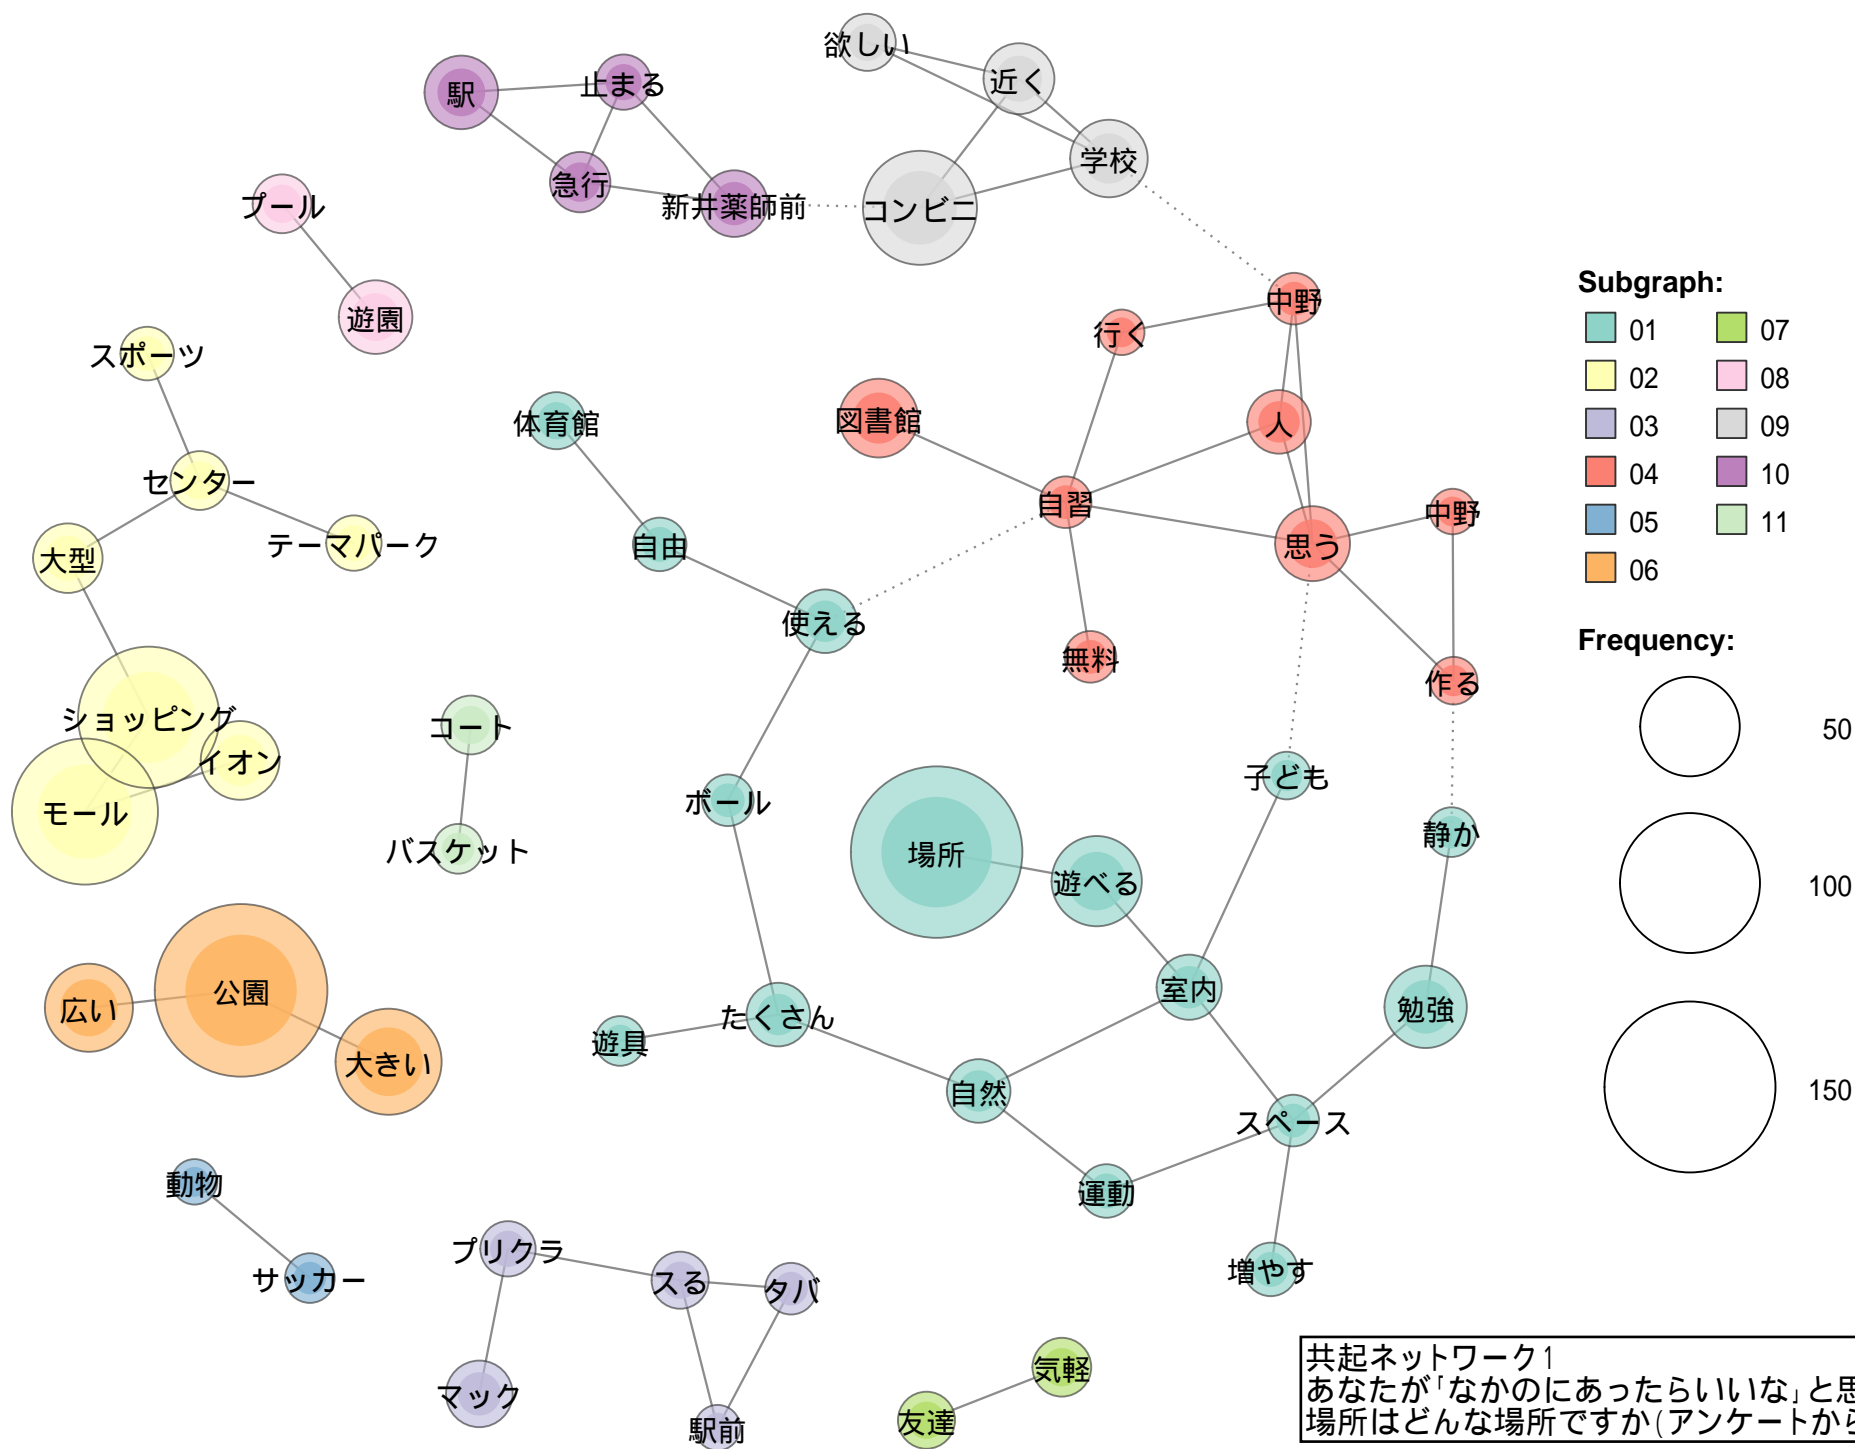 欲しい
近く
駅
止まる
学校
急行
新井薬師前
コンビニ
プール
遊園
中野
行く
スポーツ
図書館
人
体育館
センター
自習
中野
テーマパーク
大型
自由
思う
使える
無料
作る
ショッピング
コート
イオン
子ども
モール
ボール
静か
バスケット
場所
遊べる
公園
室内
広い
たくさん
勉強
遊具
大きい
自然
スペース
動物
運動
プリクラ
サッカー
スる
タバ
増やす
マック
気軽
駅前
友達
Subgraph:
01 07
02 08
03 09
04 10
05 11
06
Frequency:
50
100
150
共起ネットワーク1
あなたが「なかのにあったらいいな」と思
場所はどんな場所ですか(アンケートから